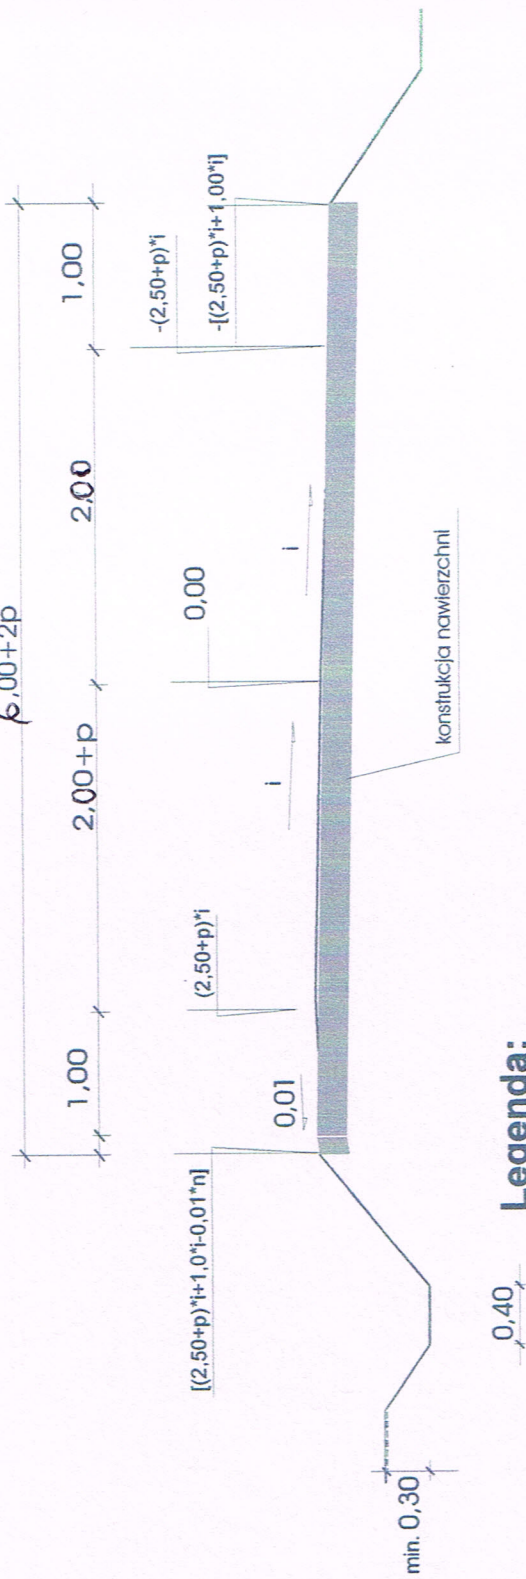 6,00+2p
1,00
2,00+p
2,00
1,00
[(2,50+p)*i+1,0*i-0,01*n]
(2,50+p)*i
0,00
-(2,50+p)*i
-[(2,50+p)*i+1,00*i]
0,01
i
i
konstrukcja nawierzchni
min. 0,30
0,40
Legenda: